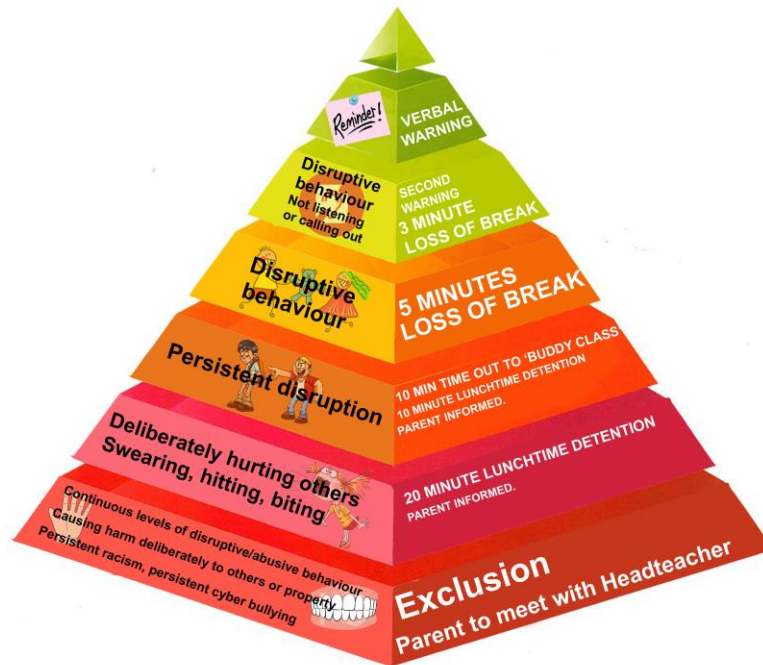 Reminder!
VERBAL
WARNING
Disruptive
behaviour
Not listening
or calling out
SECOND
WARNING
3 MINUTE
LOSS OF BREAK
Disruptive
behaviour
5 MINUTES
LOSS OF BREAK
Persistent disruption
10 MIN TIME OUT TO 'BUDDY CLASS'
10 MINUTE LUNCHTIME DETENTION
PARENT INFORMED.
Deliberately hurting others
Swearing, hitting, biting
20 MINUTE LUNCHTIME DETENTION
PARENT INFORMED.
Continuous levels of disruptive/abusive behaviour
Causing harm deliberately to others or property
Persistent racism, persistent cyber bullying
Exclusion
Parent to meet with Headteacher